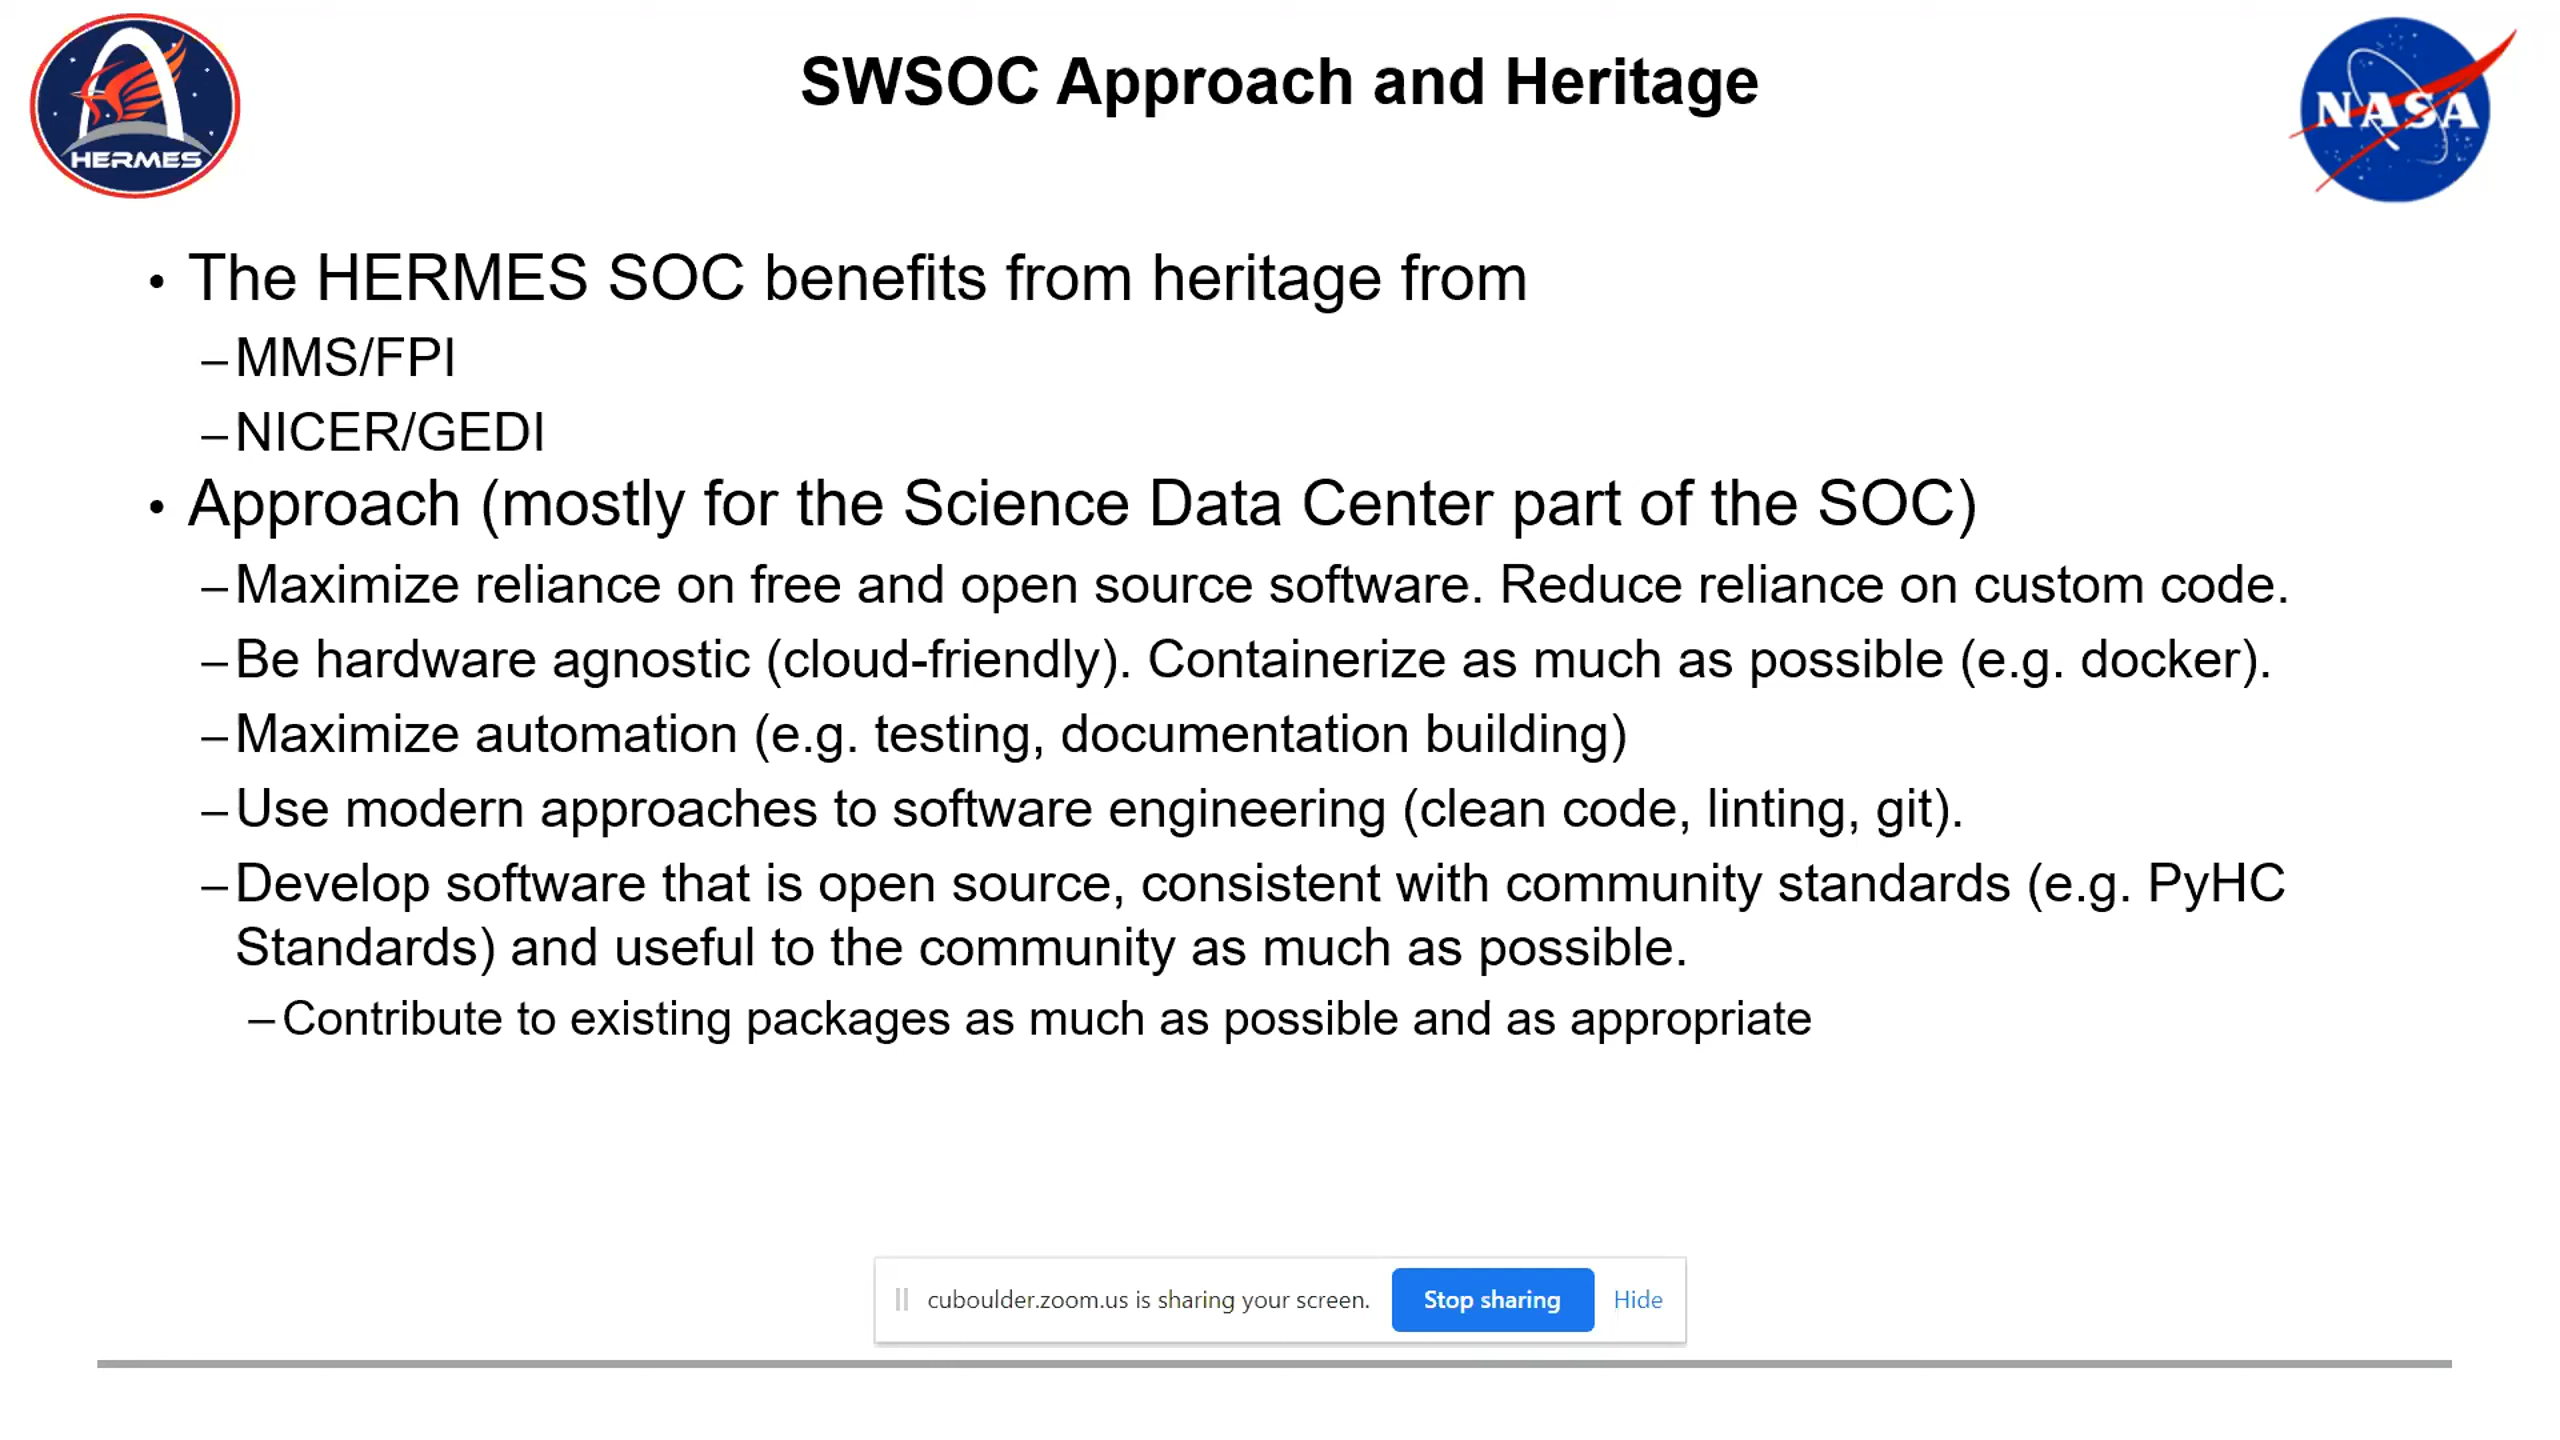 HERMES
SWSOC Approach and Heritage
NASA
• The HERMES SOC benefits from heritage from
–MMS/FPI
–NICER/GEDI
• Approach (mostly for the Science Data Center part of the SOC)
–Maximize reliance on free and open source software. Reduce reliance on custom code.
–Be hardware agnostic (cloud-friendly). Containerize as much as possible (e.g. docker).
–Maximize automation (e.g. testing, documentation building)
–Use modern approaches to software engineering (clean code, linting, git).
–Develop software that is open source, consistent with community standards (e.g. PyHC
Standards) and useful to the community as much as possible.
–Contribute to existing packages as much as possible and as appropriate
cuboulder.zoom.us is sharing your screen. Stop sharing Hide